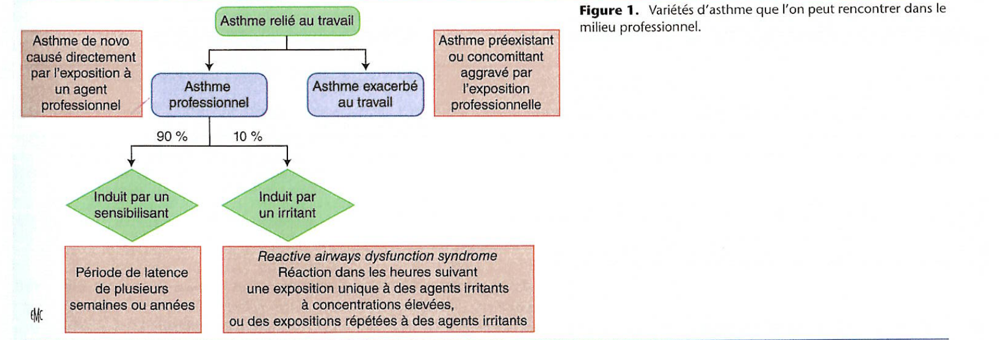 Figure 1. Variétés d'asthme que l'on peut rencontrer dans le
milieu professionnel.
Asthme relié au travail
Asthme de novo
causé directement
par l'exposition à
un agent
professionnel
Asthme
professionnel
Asthme exacerbé
au travail
Asthme préexistant
ou concomittant
aggravé par
l'exposition
professionnelle
90 %
10 %
Induit par un
sensibilisant
Induit par
un irritant
Période de latence
de plusieurs
semaines ou années
Reactive airways dysfunction syndrome
Réaction dans les heures suivant
une exposition unique à des agents irritants
à concentrations élevées,
ou des expositions répétées à des agents irritants
EMC